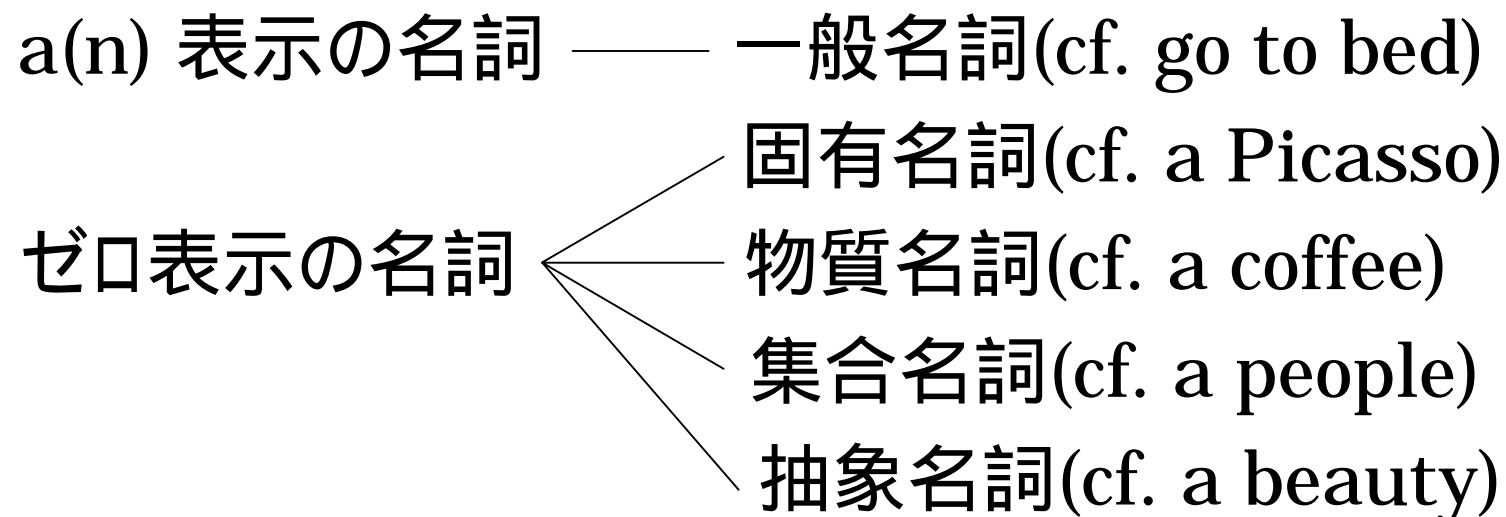 a(n) 表示の名詞 一般名詞(cf. go to bed)
固有名詞(cf. a Picasso)
ゼロ表示の名詞 物質名詞(cf. a coffee)
集合名詞(cf. a people)
抽象名詞(cf. a beauty)